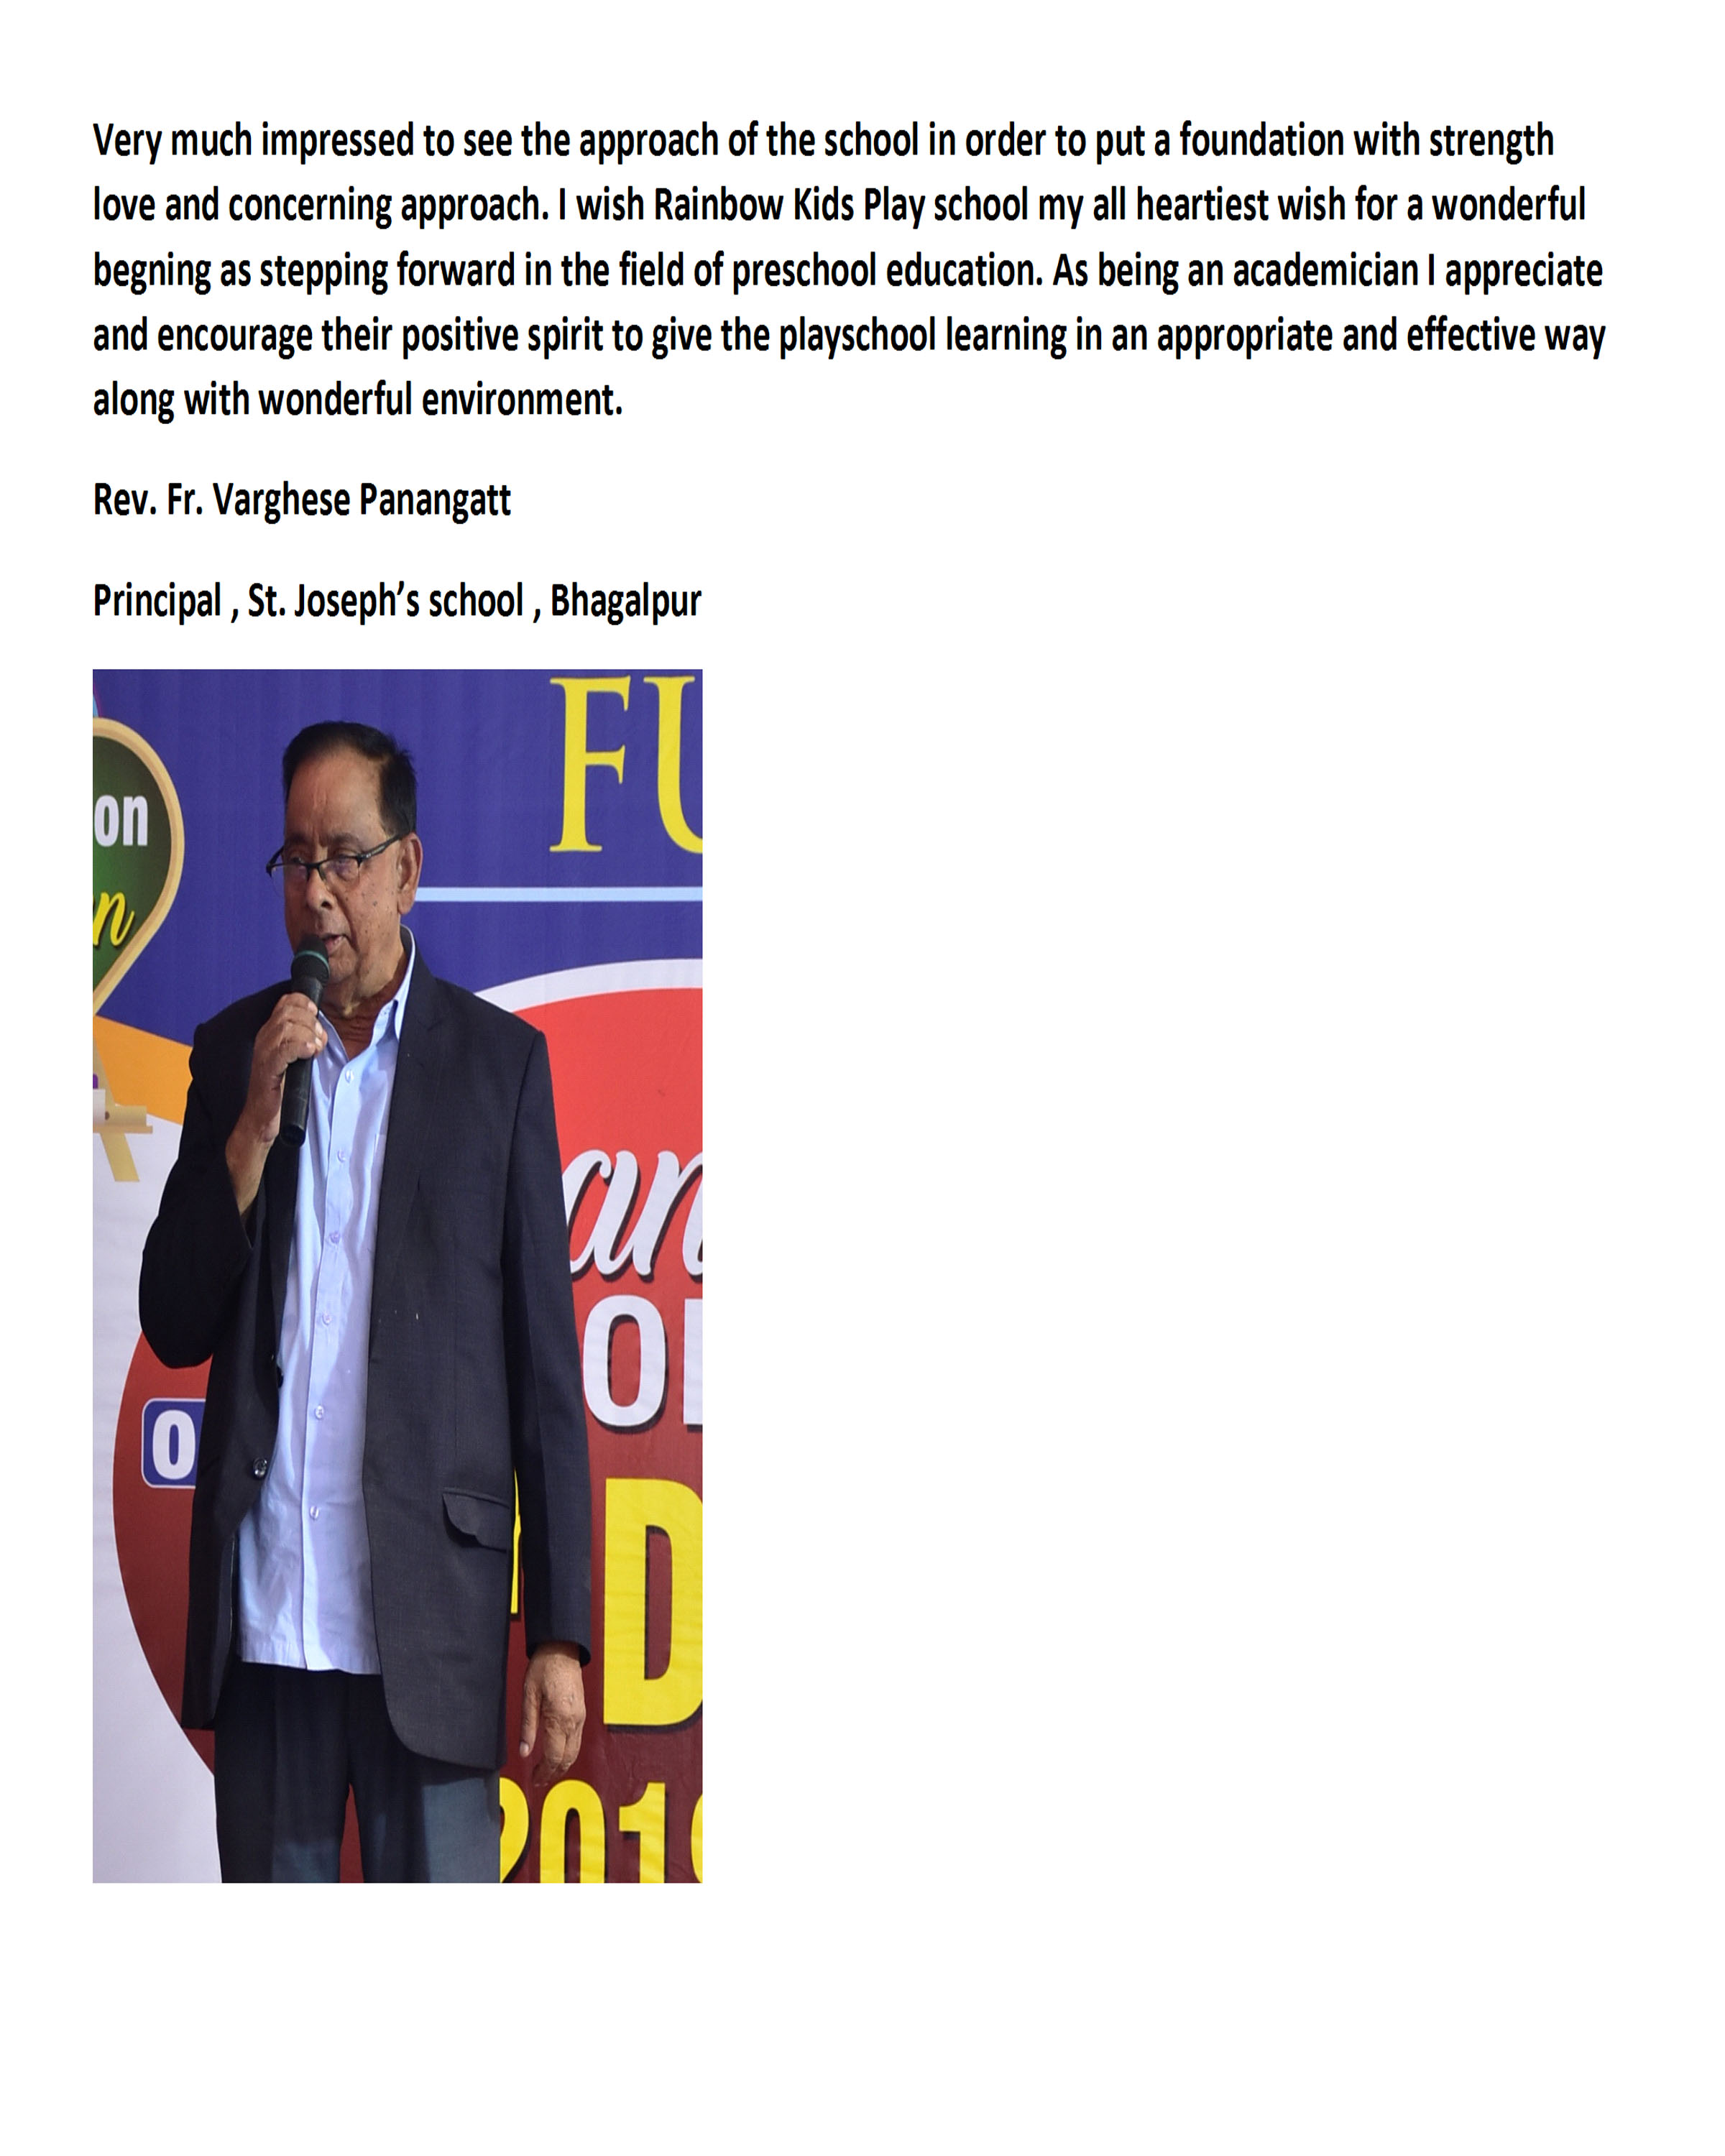 Very much impressed to see the approach of the school in order to put a foundation with strength
love and concerning approach. I wish Rainbow Kids Play school my all heartiest wish for a wonderful
begning as stepping forward in the field of preschool education. As being an academician I appreciate
and encourage their positive spirit to give the playschool learning in an appropriate and effective way
along with wonderful environment.
Rev. Fr. Varghese Panangatt
Principal , St. Joseph’s school , Bhagalpur
FU
on
n
an
O
O
D
201